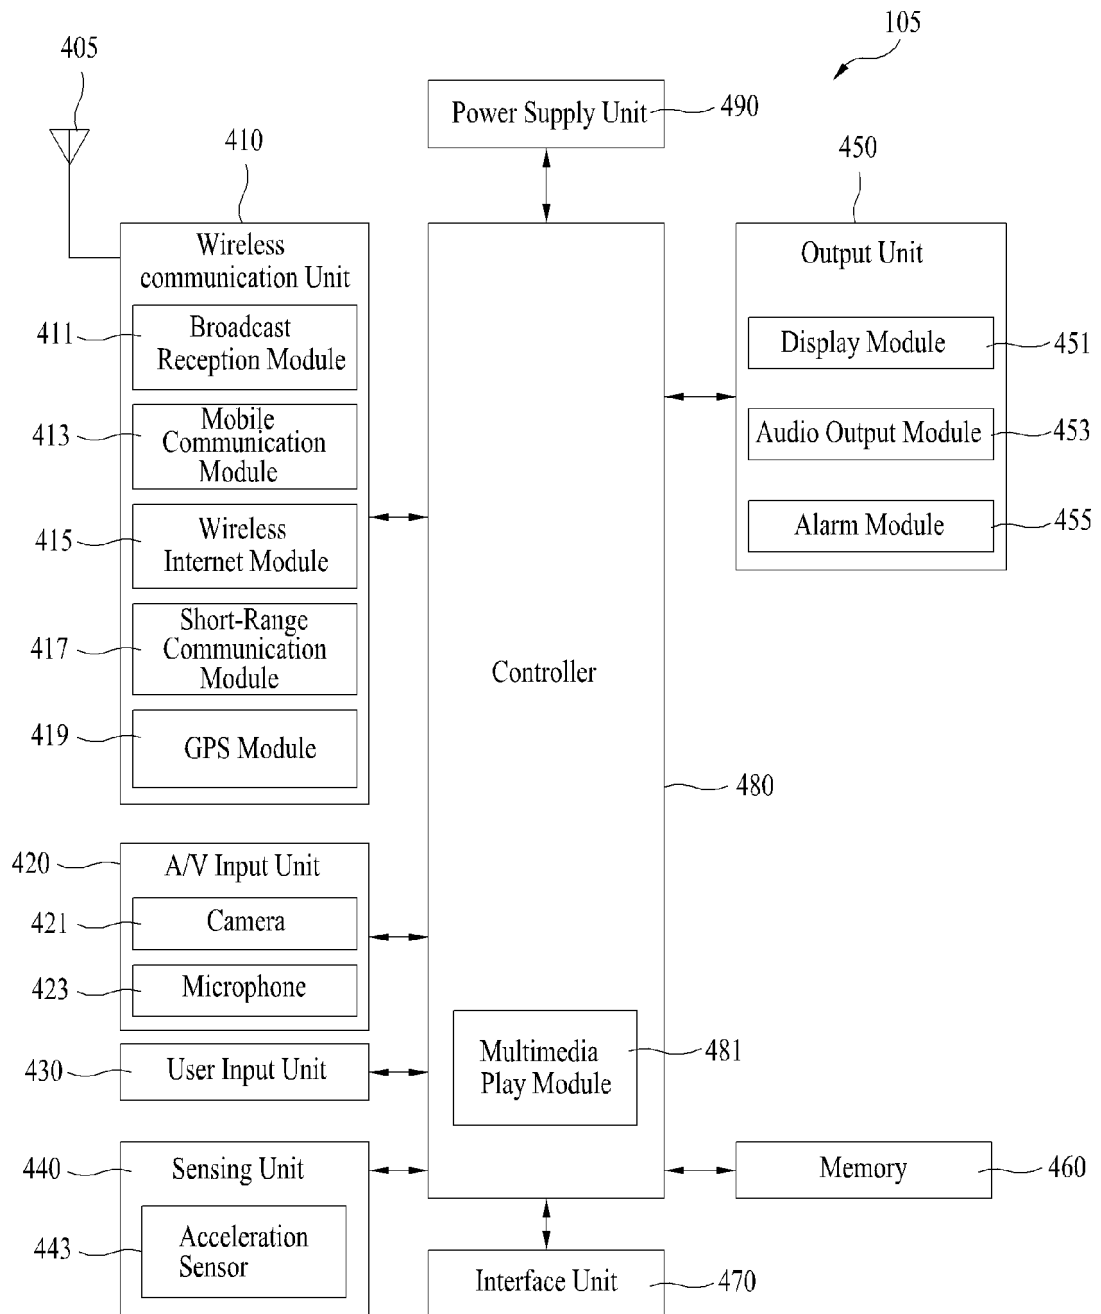 105
405
Power Supply Unit
490
410
450
Wireless
communication Unit
Output Unit
411
Broadcast
Reception Module
Display Module
451
413
Mobile
Communication
Module
Audio Output Module
453
415
Wireless
Internet Module
Alarm Module
455
417
Short-Range
Communication
Module
Controller
419
GPS Module
480
420
A/V Input Unit
421
Camera
423
Microphone
430
User Input Unit
Multimedia
Play Module
481
440
Sensing Unit
Memory
460
443
Acceleration
Sensor
Interface Unit
470